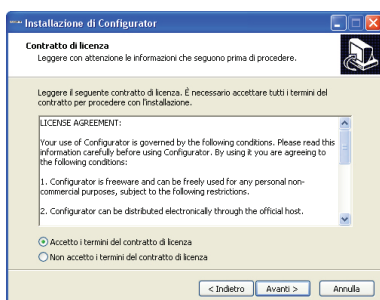 Installazione di Configurator
Contratto di licenza
Leggere con attenzione le informazioni che seguono prima di procedere.
Leggere il seguente contratto di licenza. È necessario accettare tutti i termini del
contratto per procedere con l'installazione.
LICENSE AGREEMENT:
Your use of Configurator is governed by the following conditions. Please read this
information carefully before using Configurator. By using it you are agreeing to
the following conditions:
1. Configurator is freeware and can be freely used for any personal non-
commercial purposes, subject to the following restrictions.
2. Configurator can be distributed electronically through the official host.
Accetto i termini del contratto di licenza
Non accetto i termini del contratto di licenza
< Indietro
Avanti >
Annulla